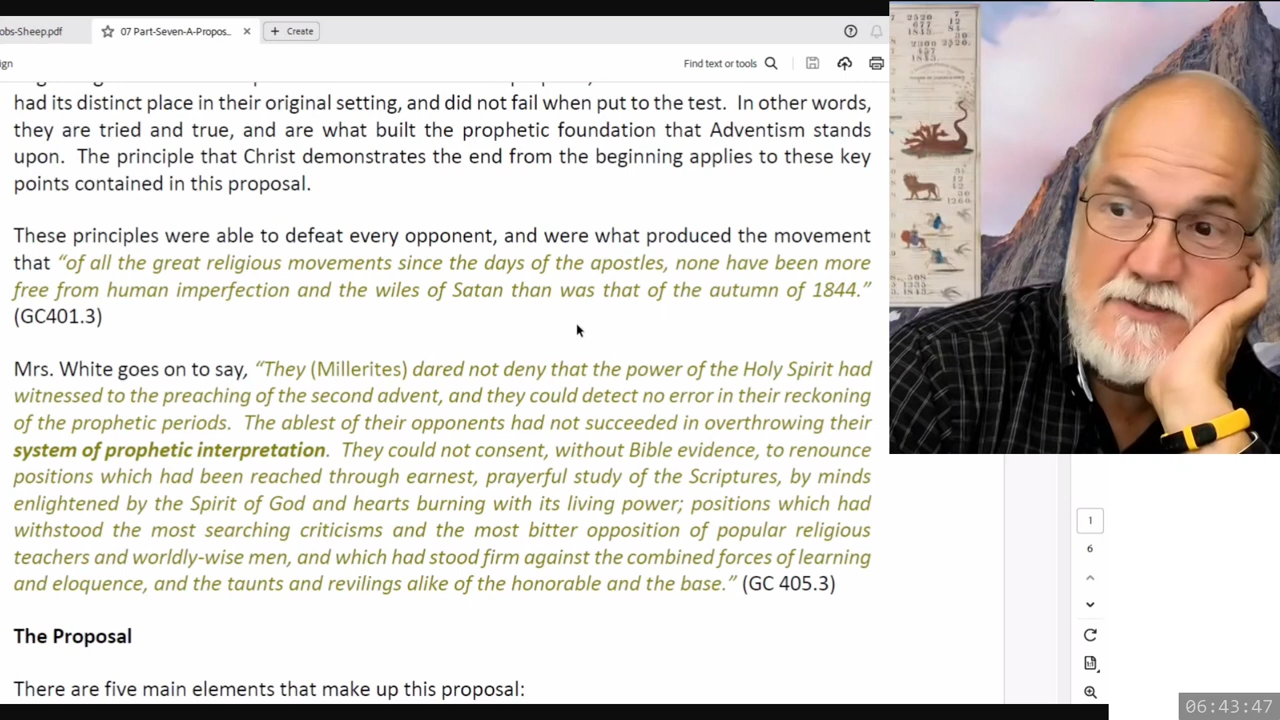 obs-Sheep.pdf
07 Part-Seven-A-Propos...
Create
ign
Find text or tools
had its distinct place in their original setting, and did not fail when put to the test. In other words,
they are tried and true, and are what built the prophetic foundation that Adventism stands
upon. The principle that Christ demonstrates the end from the beginning applies to these key
points contained in this proposal.
These principles were able to defeat every opponent, and were what produced the movement
that “of all the great religious movements since the days of the apostles, none have been more
free from human imperfection and the wiles of Satan than was that of the autumn of 1844.”
(GC401.3)
Mrs. White goes on to say, “They (Millerites) dared not deny that the power of the Holy Spirit had
witnessed to the preaching of the second advent, and they could detect no error in their reckoning
of the prophetic periods. The ablest of their opponents had not succeeded in overthrowing their
system of prophetic interpretation. They could not consent, without Bible evidence, to renounce
positions which had been reached through earnest, prayerful study of the Scriptures, by minds
enlightened by the Spirit of God and hearts burning with its living power; positions which had
withstood the most searching criticisms and the most bitter opposition of popular religious
teachers and worldly-wise men, and which had stood firm against the combined forces of learning
and eloquence, and the taunts and revilings alike of the honorable and the base.” (GC 405.3)
The Proposal
There are five main elements that make up this proposal:
2520
677
1843.
2300
457
1843.
2520.
1260
508
1335
1843
1
6
06:43:47